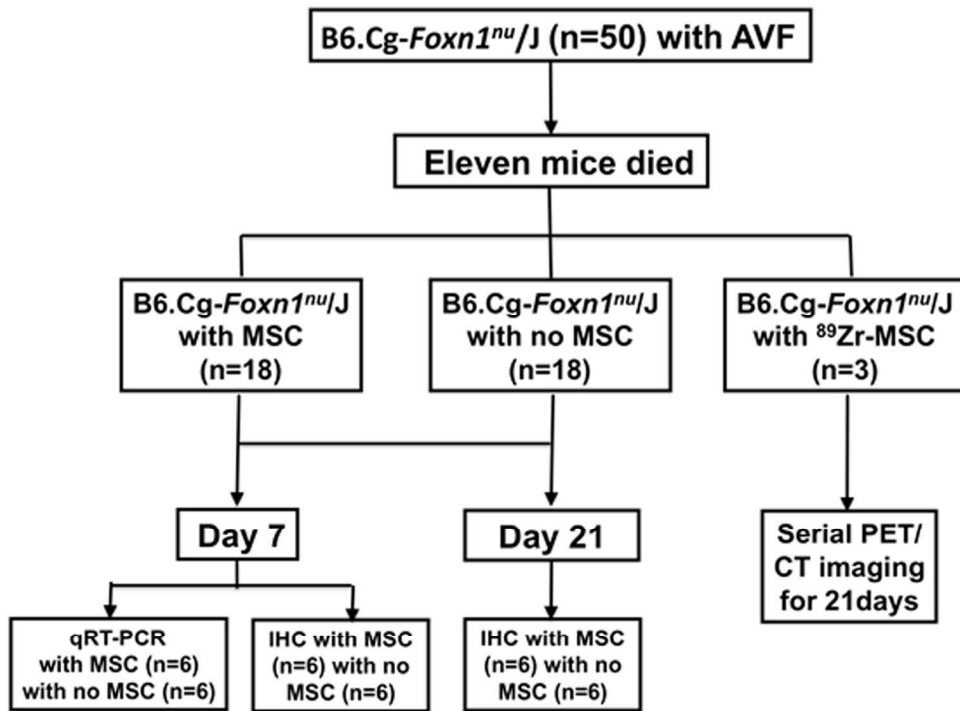 B6.Cg-Foxn1nu/J (n=50) with AVF
Eleven mice died
B6.Cg-Foxn1nu/J
with MSC
(n=18)
B6.Cg-Foxn1nu/J
with no MSC
(n=18)
B6.Cg-Foxn1nu/J
with 89Zr-MSC
(n=3)
Day 7
Day 21
Serial PET/
CT imaging
for 21days
qRT-PCR
with MSC (n=6)
with no MSC (n=6)
IHC with MSC
(n=6) with no
MSC (n=6)
IHC with MSC
(n=6) with no
MSC (n=6)